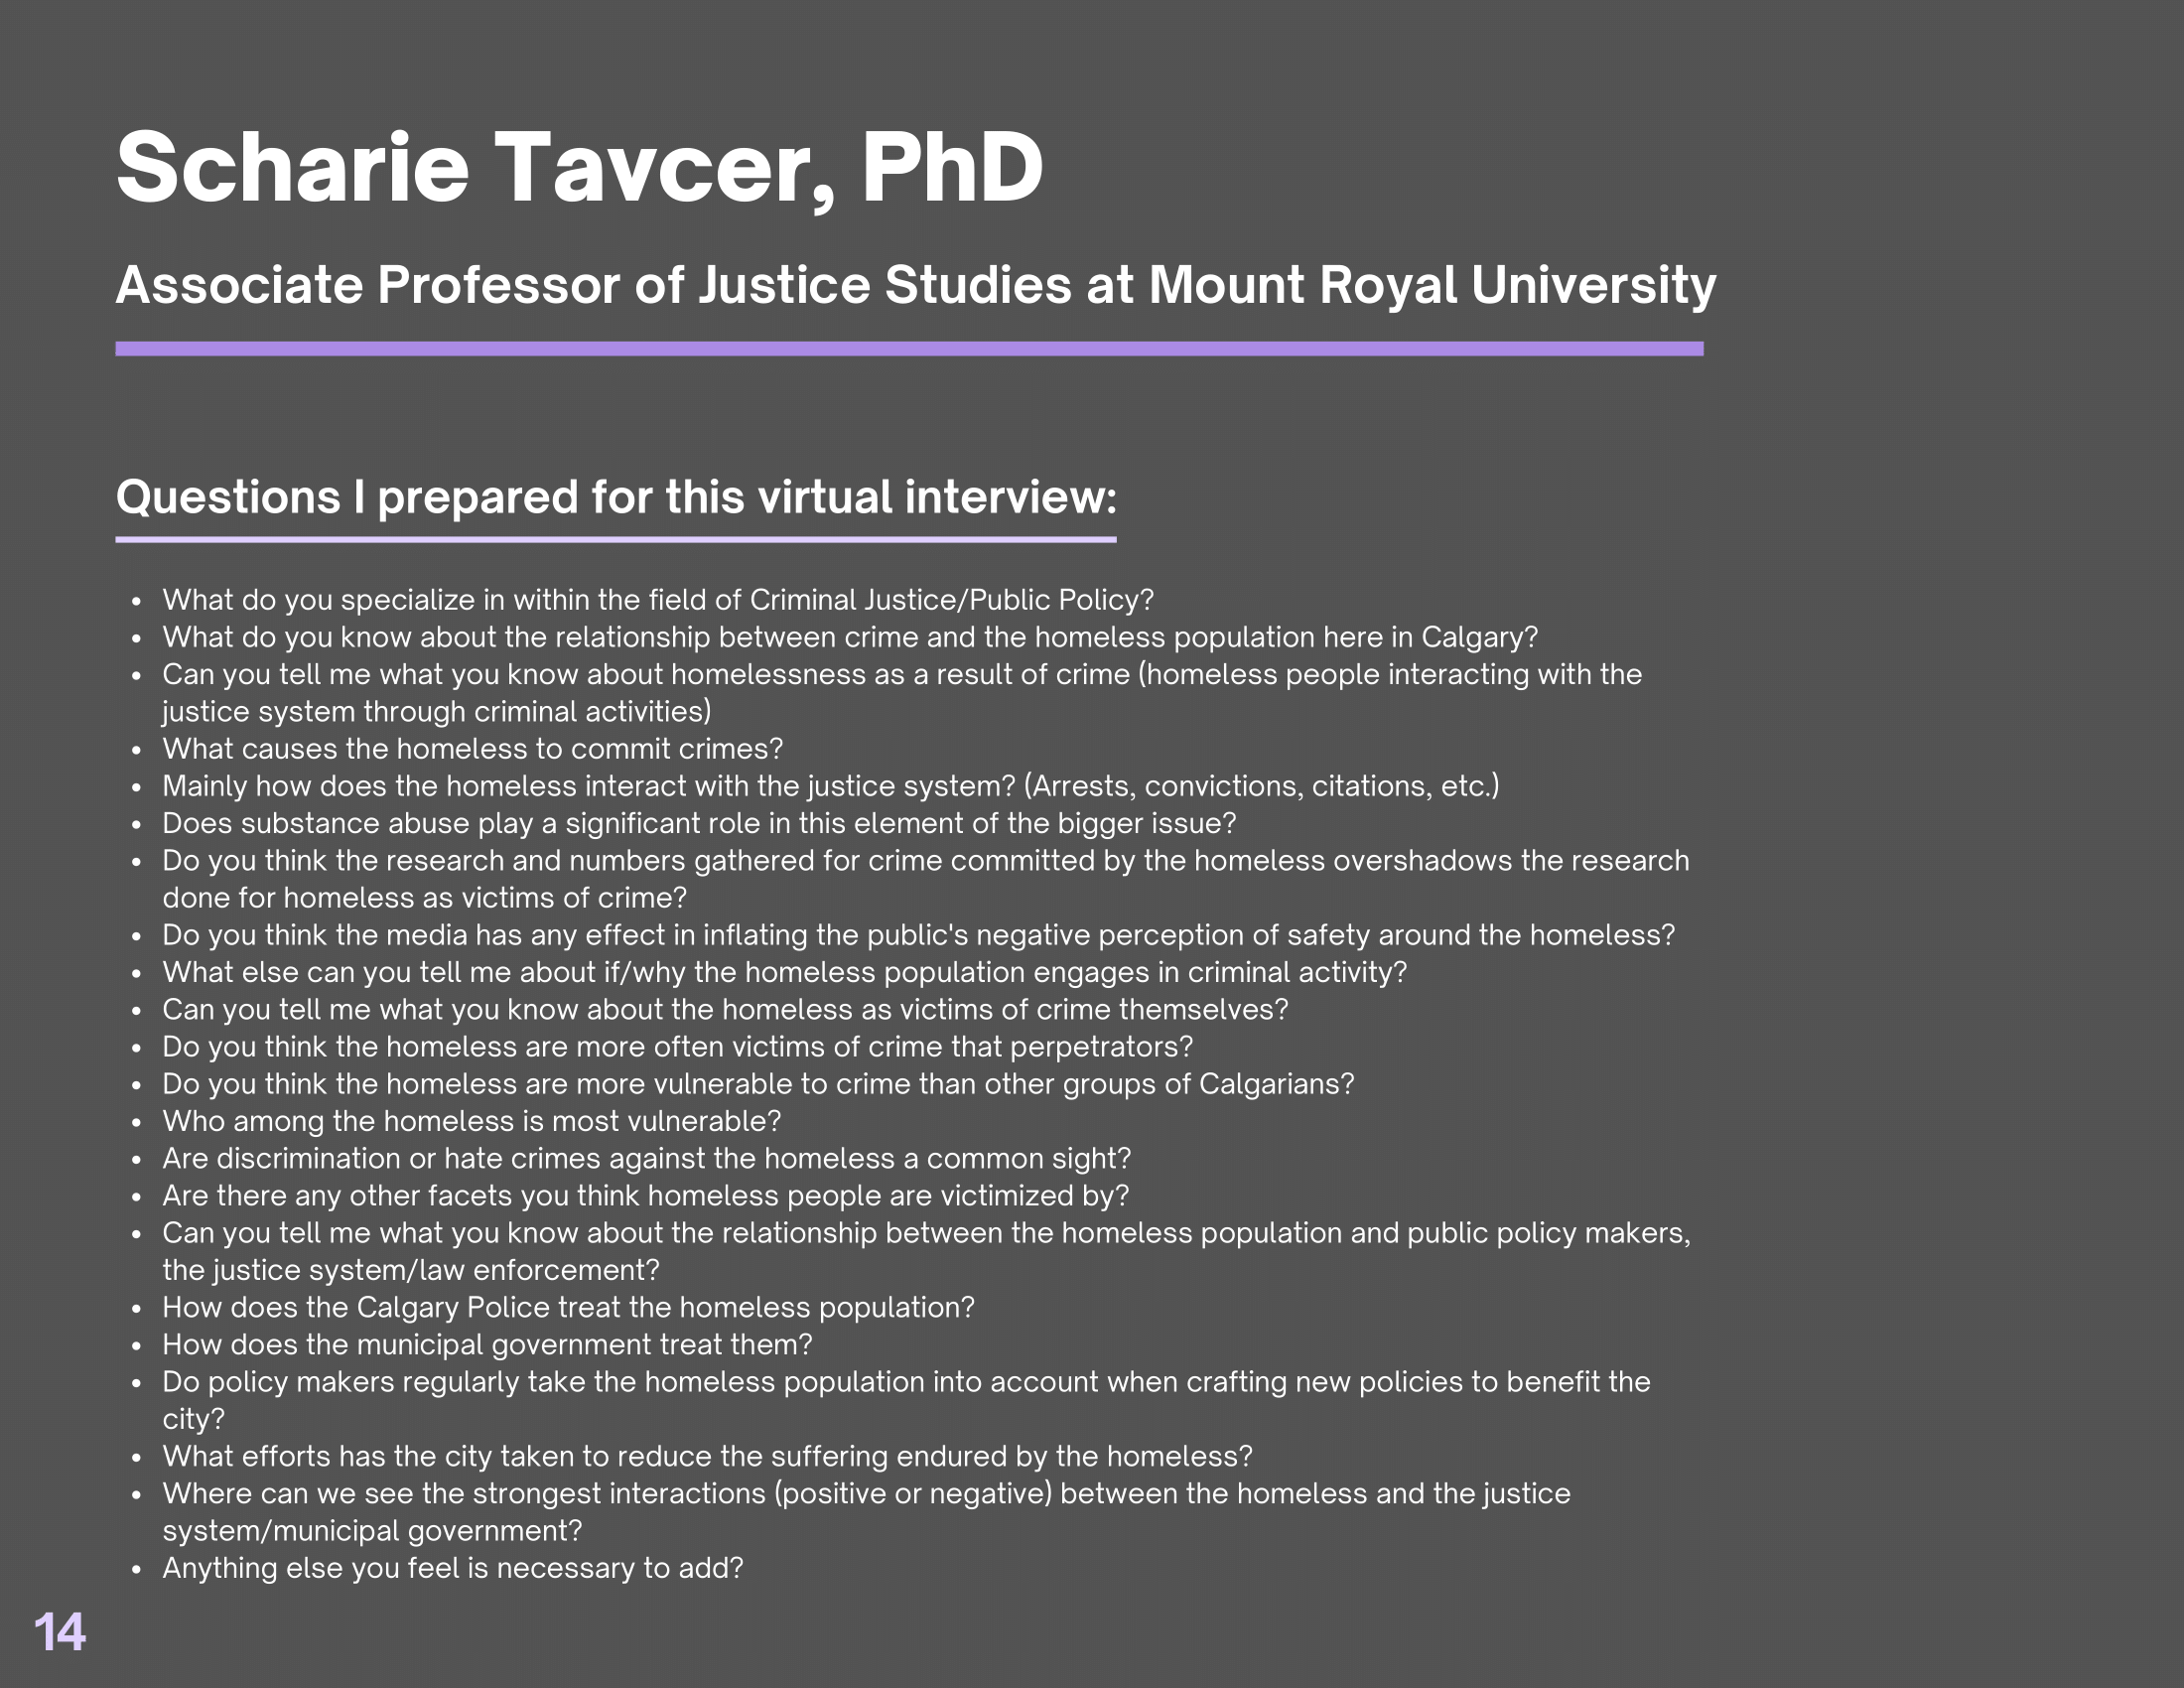 Scharie Tavcer, PhD
Associate Professor of Justice Studies at Mount Royal University
Questions I prepared for this virtual interview:
• What do you specialize in within the field of Criminal Justice/Public Policy?
• What do you know about the relationship between crime and the homeless population here in Calgary?
• Can you tell me what you know about homelessness as a result of crime (homeless people interacting with the
justice system through criminal activities)
• What causes the homeless to commit crimes?
• Mainly how does the homeless interact with the justice system? (Arrests, convictions, citations, etc.)
• Does substance abuse play a significant role in this element of the bigger issue?
• Do you think the research and numbers gathered for crime committed by the homeless overshadows the research
done for homeless as victims of crime?
• Do you think the media has any effect in inflating the public's negative perception of safety around the homeless?
• What else can you tell me about if/why the homeless population engages in criminal activity?
• Can you tell me what you know about the homeless as victims of crime themselves?
• Do you think the homeless are more often victims of crime that perpetrators?
• Do you think the homeless are more vulnerable to crime than other groups of Calgarians?
• Who among the homeless is most vulnerable?
• Are discrimination or hate crimes against the homeless a common sight?
• Are there any other facets you think homeless people are victimized by?
• Can you tell me what you know about the relationship between the homeless population and public policy makers,
the justice system/law enforcement?
• How does the Calgary Police treat the homeless population?
• How does the municipal government treat them?
• Do policy makers regularly take the homeless population into account when crafting new policies to benefit the
city?
• What efforts has the city taken to reduce the suffering endured by the homeless?
• Where can we see the strongest interactions (positive or negative) between the homeless and the justice
system/municipal government?
• Anything else you feel is necessary to add?
14